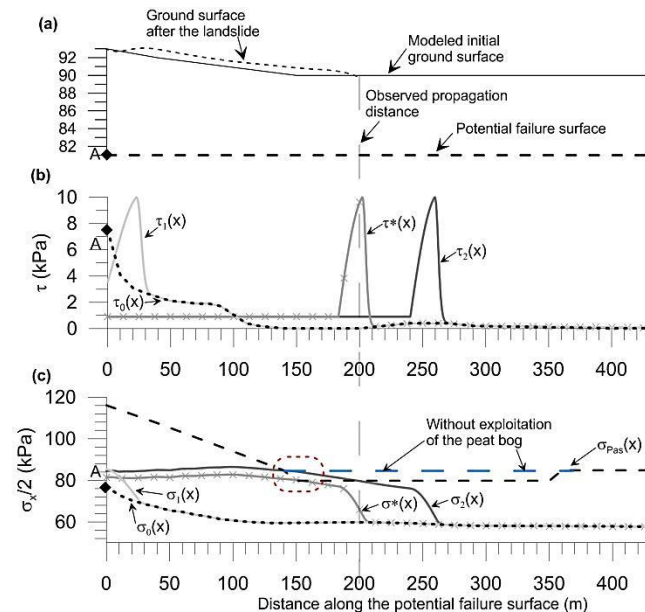 (a)
Ground surface
after the landslide
Modeled initial
ground surface
92
90
88
86
84
82
A
Observed propagation
distance
Potential failure surface
(b)
10
8
6
4
2
0
A
τ (kPa)
τ₁(x)
τ₀(x)
τ*(x)
τ₂(x)
0 50 100 150 200 250 300 350 400
(c)
120
100
80
60
A
σₓ/2 (kPa)
Without exploitation
of the peat bog
σPas(x)
σ₁(x)
σ₀(x)
σ*(x)
σ₂(x)
0 50 100 150 200 250 300 350 400
Distance along the potential failure surface (m)